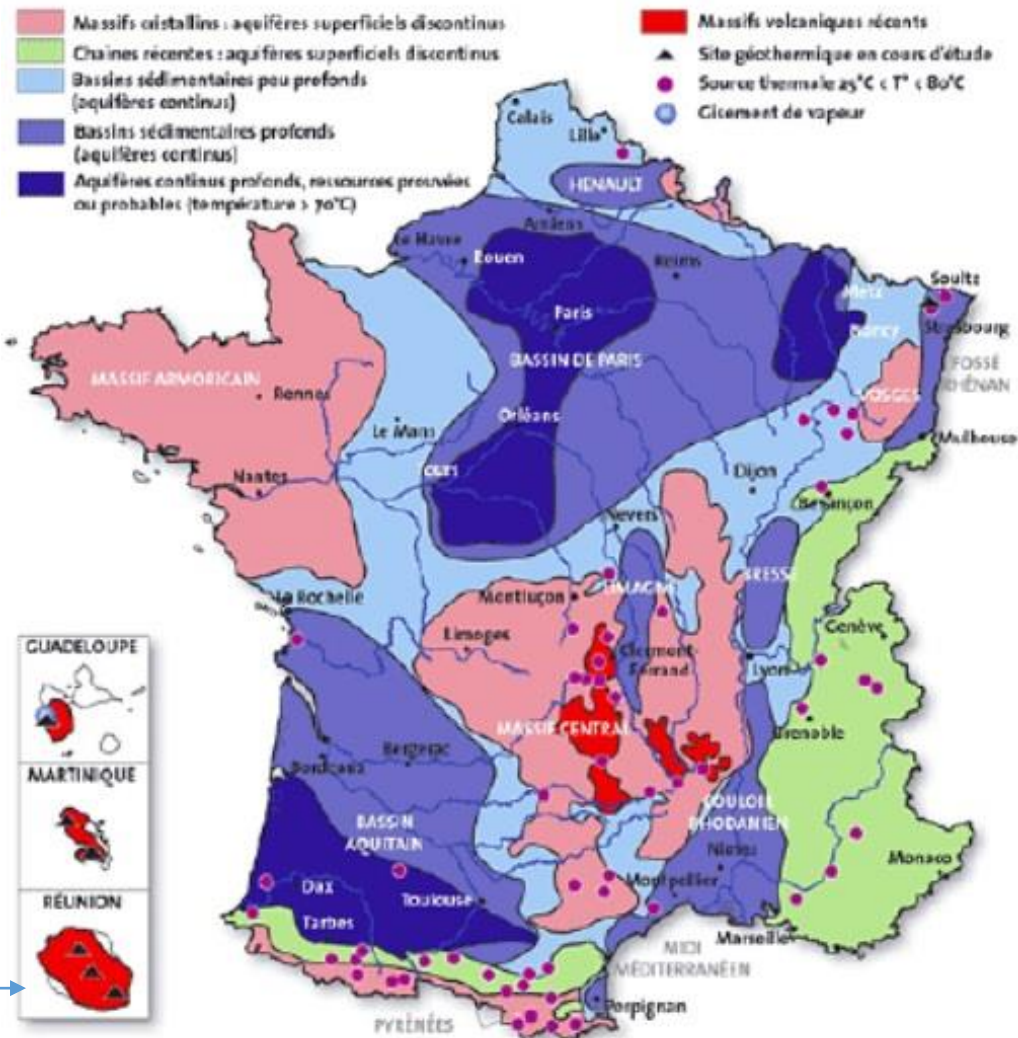 Massifs cristallins : aquifères superficiels discontinus
Chaines récentes : aquifères superficiels discontinus
Bassins sédimentaires peu profonds
(aquifères continus)
Bassins sédimentaires profonds
(aquifères continus)
Aquifères continus profonds, ressources prouvées
ou probables (température > 70°C)
Massifs volcaniques récents
Site géothermique en cours d'étude
Source thermale 25°C < T° < 80°C
Gisement de vapeur
Calais
Lille
HENAULT
Amiens
Le Havre
Rouen
Reims
Metz
Soultz
Paris
Nancy
Strasbourg
BASSIN DE PARIS
FOSSÉ
RHÉNAN
MASSIF ARMORICAIN
Rennes
VOSGES
Orléans
Le Mans
Mulhouse
Tours
Dijon
Nantes
Besançon
Nevers
BRESSE
La Rochelle
Montluçon
LIMAGNE
Limoges
Genève
Clermont-
Ferrand
Lyon
GUADELOUPE
MASSIF CENTRAL
Grenoble
Bergerac
Bordeaux
MARTINIQUE
COULOIR
RHODANIEN
BASSIN
AQUITAIN
Nîmes
Monaco
Dax
Montpellier
RÉUNION
Toulouse
Tarbes
Marseille
MIDI
MÉDITERRANÉEN
Perpignan
PYRÉNÉES